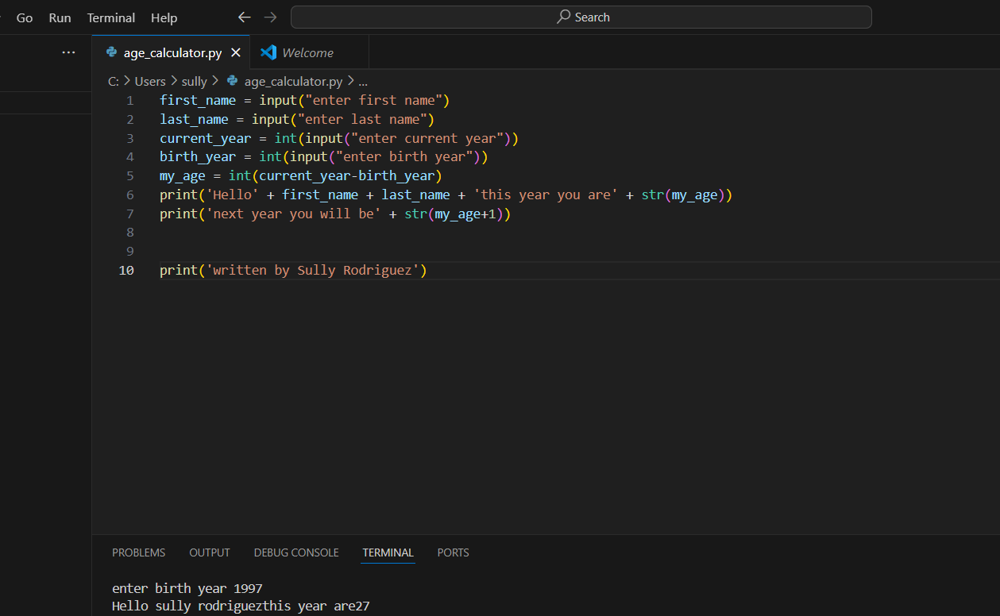 Go Run Terminal Help Search
age_calculator.py Welcome
C: > Users > sully > age_calculator.py > ...
1 first_name = input("enter first name")
2 last_name = input("enter last name")
3 current_year = int(input("enter current year"))
4 birth_year = int(input("enter birth year"))
5 my_age = int(current_year-birth_year)
6 print('Hello' + first_name + last_name + 'this year you are' + str(my_age))
7 print('next year you will be' + str(my_age+1))
8
9
10 print('written by Sully Rodriguez')
PROBLEMS OUTPUT DEBUG CONSOLE TERMINAL PORTS
enter birth year 1997
Hello sully rodriguezthis year are27